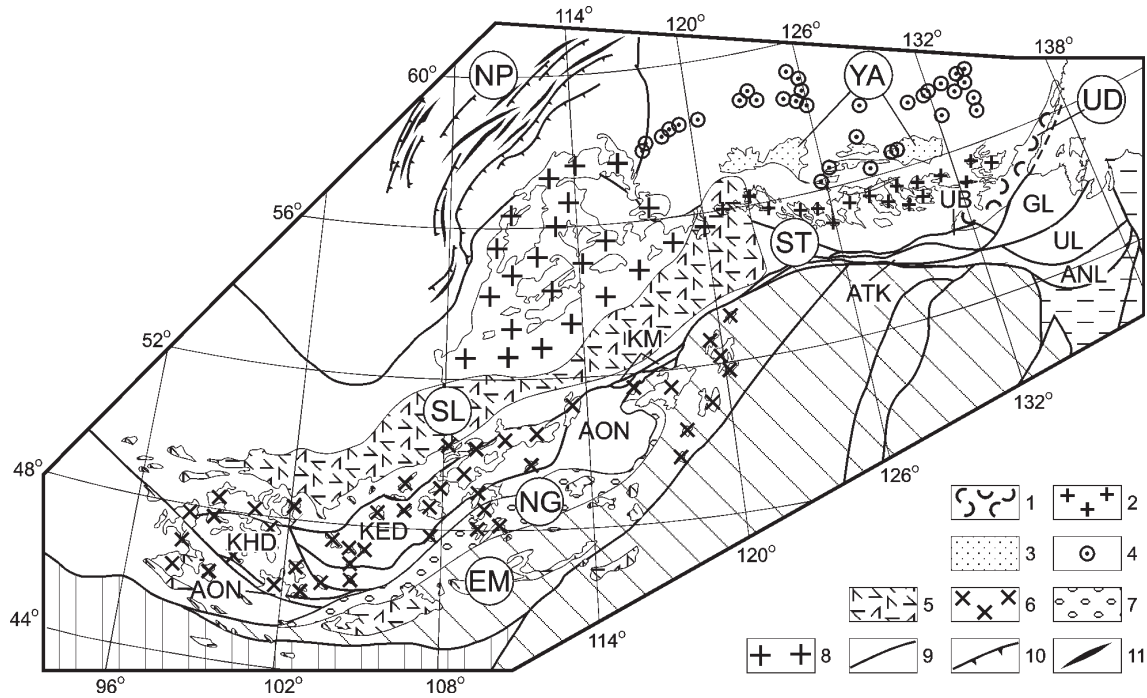 114° 120° 126° 132° 138°
60° NP YA UD
56° UB GL
ST UL
ATK ANL
52° KM
SL AON 132°
48° NG 126°
KHD KED
AON EM 120°
44° 114°
96° 102° 108°
1 2
3 4
5 6 7
8 9 10 11